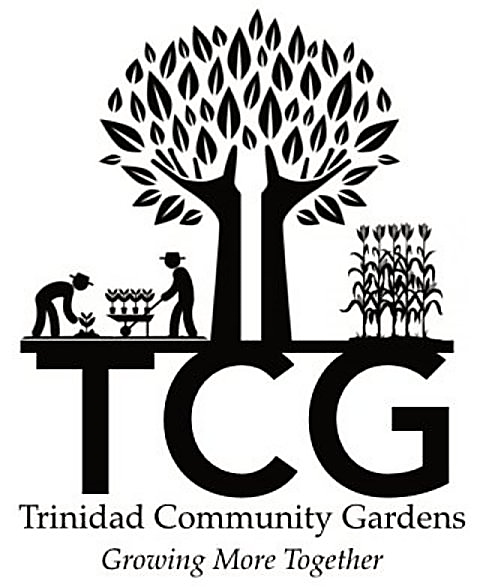 TCG
Trinidad Community Gardens
Growing More Together